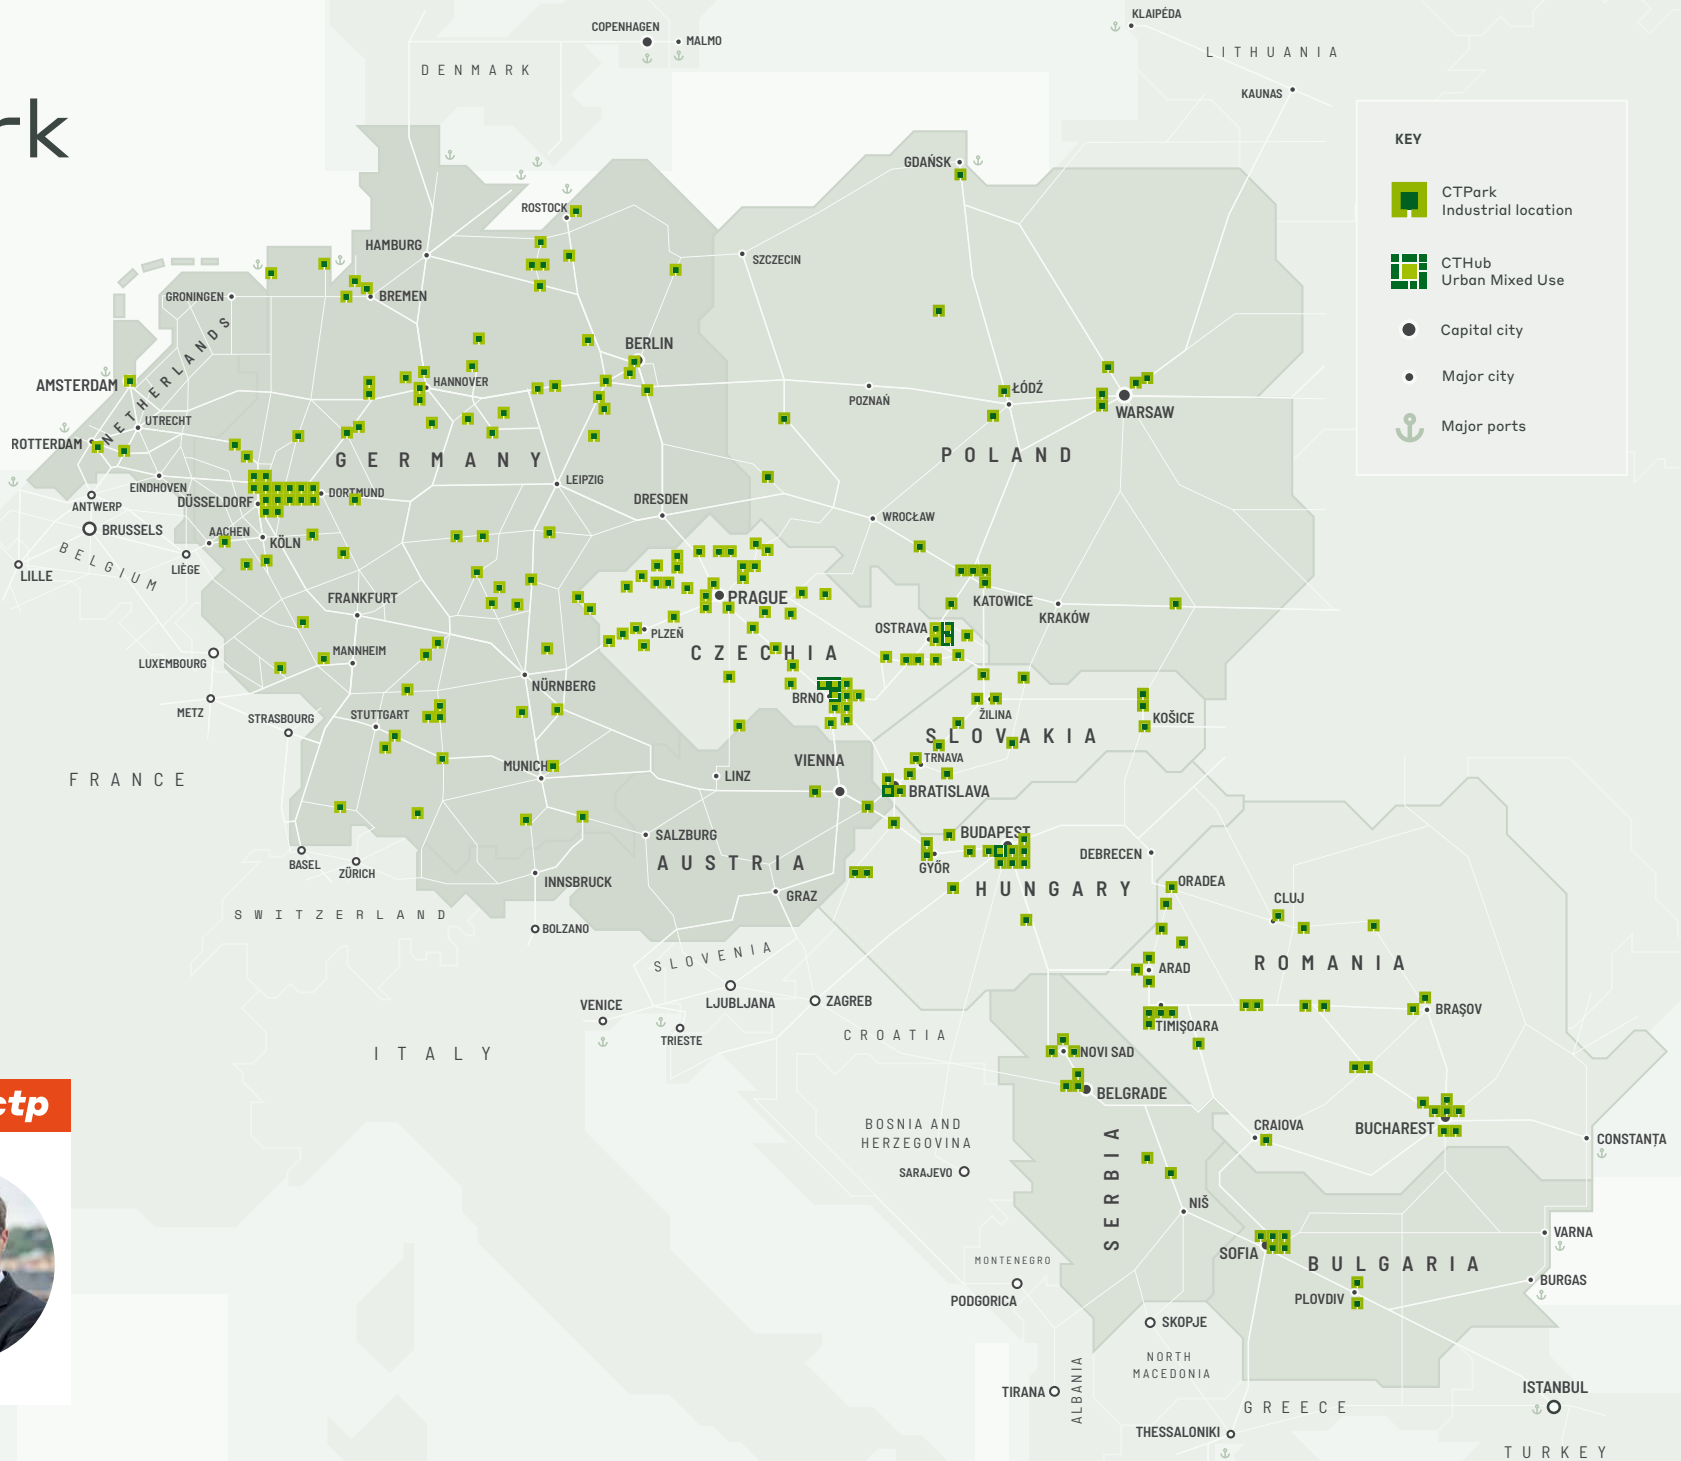 rk
KLAIPĖDA
COPENHAGEN
MALMO
LITHUANIA
DENMARK
KAUNAS
KEY
CTPark
Industrial location
CTHub
Urban Mixed Use
Capital city
Major city
Major ports
GDAŃSK
ROSTOCK
HAMBURG
SZCZECIN
GRONINGEN
BREMEN
NETHERLANDS
BERLIN
AMSTERDAM
HANNOVER
ŁÓDŹ
POZNAŃ
WARSAW
UTRECHT
ROTTERDAM
GERMANY
POLAND
EINDHOVEN
LEIPZIG
DORTMUND
DÜSSELDORF
DRESDEN
ANTWERP
WROCŁAW
BRUSSELS
AACHEN
KÖLN
BELGIUM
LIÈGE
LILLE
FRANKFURT
PRAGUE
KATOWICE
KRAKÓW
OSTRAVA
PLZEŇ
MANNHEIM
CZECHIA
LUXEMBOURG
NÜRNBERG
BRNO
METZ
STRASBOURG
STUTTGART
ŽILINA
KOŠICE
SLOVAKIA
VIENNA
TRNAVA
MUNICH
LINZ
FRANCE
BRATISLAVA
SALZBURG
BUDAPEST
DEBRECEN
BASEL
ZÜRICH
AUSTRIA
GYŐR
INNSBRUCK
HUNGARY
ORADEA
GRAZ
CLUJ
SWITZERLAND
BOLZANO
SLOVENIA
ROMANIA
ARAD
VENICE
LJUBLJANA
ZAGREB
BRAŞOV
TIMIŞOARA
TRIESTE
CROATIA
ITALY
NOVI SAD
BELGRADE
ctp
BOSNIA AND
HERZEGOVINA
CRAIOVA
BUCHAREST
CONSTANȚA
SARAJEVO
SERBIA
NIŠ
VARNA
SOFIA
MONTENEGRO
BULGARIA
BURGAS
PODGORICA
PLOVDIV
SKOPJE
NORTH
MACEDONIA
TIRANA
ALBANIA
ISTANBUL
GREECE
THESSALONIKI
TURKEY